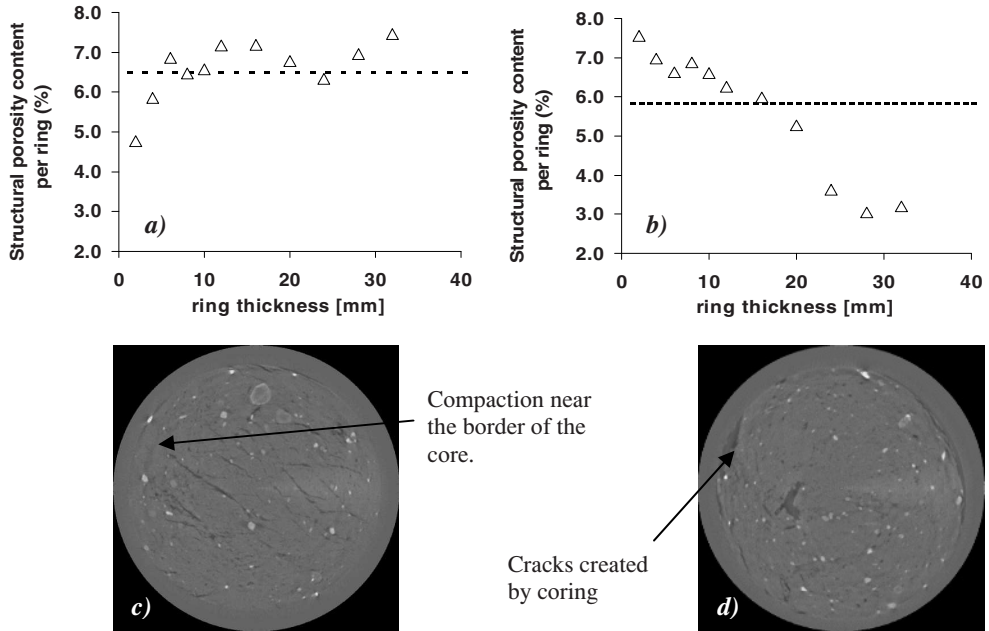 Structural porosity content
per ring (%)
8.0
7.0
6.0
5.0
4.0
3.0
2.0
a)
0
10
20
30
40
ring thickness [mm]
Structural porosity content
per ring (%)
8.0
7.0
6.0
5.0
4.0
3.0
2.0
b)
0
10
20
30
40
ring thickness [mm]
Compaction near
the border of the
core.
c)
Cracks created
by coring
d)